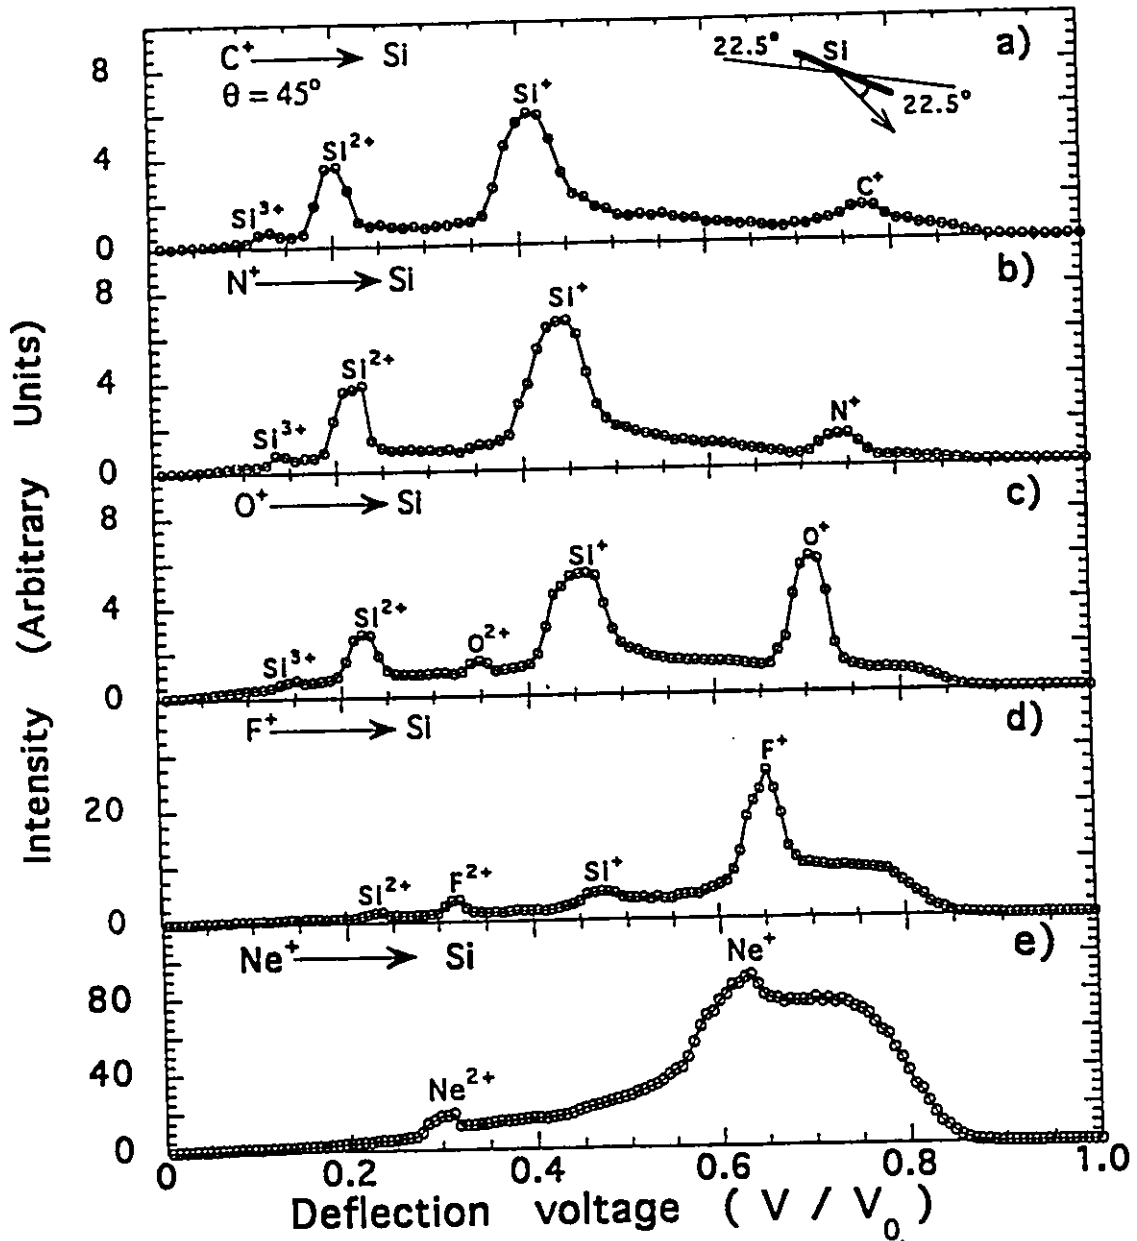 C⁺ → Si
a)
θ = 45°
22.5°
Si
22.5°
8
4
0
Si³⁺
Si²⁺
Si⁺
C⁺
N⁺ → Si
b)
8
4
0
Si³⁺
Si²⁺
Si⁺
N⁺
O⁺ → Si
c)
8
4
0
Si³⁺
Si²⁺
O²⁺
Si⁺
O⁺
F⁺ → Si
d)
20
0
Si²⁺
F²⁺
Si⁺
F⁺
Ne⁺ → Si
e)
80
40
0
Ne²⁺
Ne⁺
0 0.2 0.4 0.6 0.8 1.0
Deflection voltage ( V / V₀ )
Intensity (Arbitrary Units)